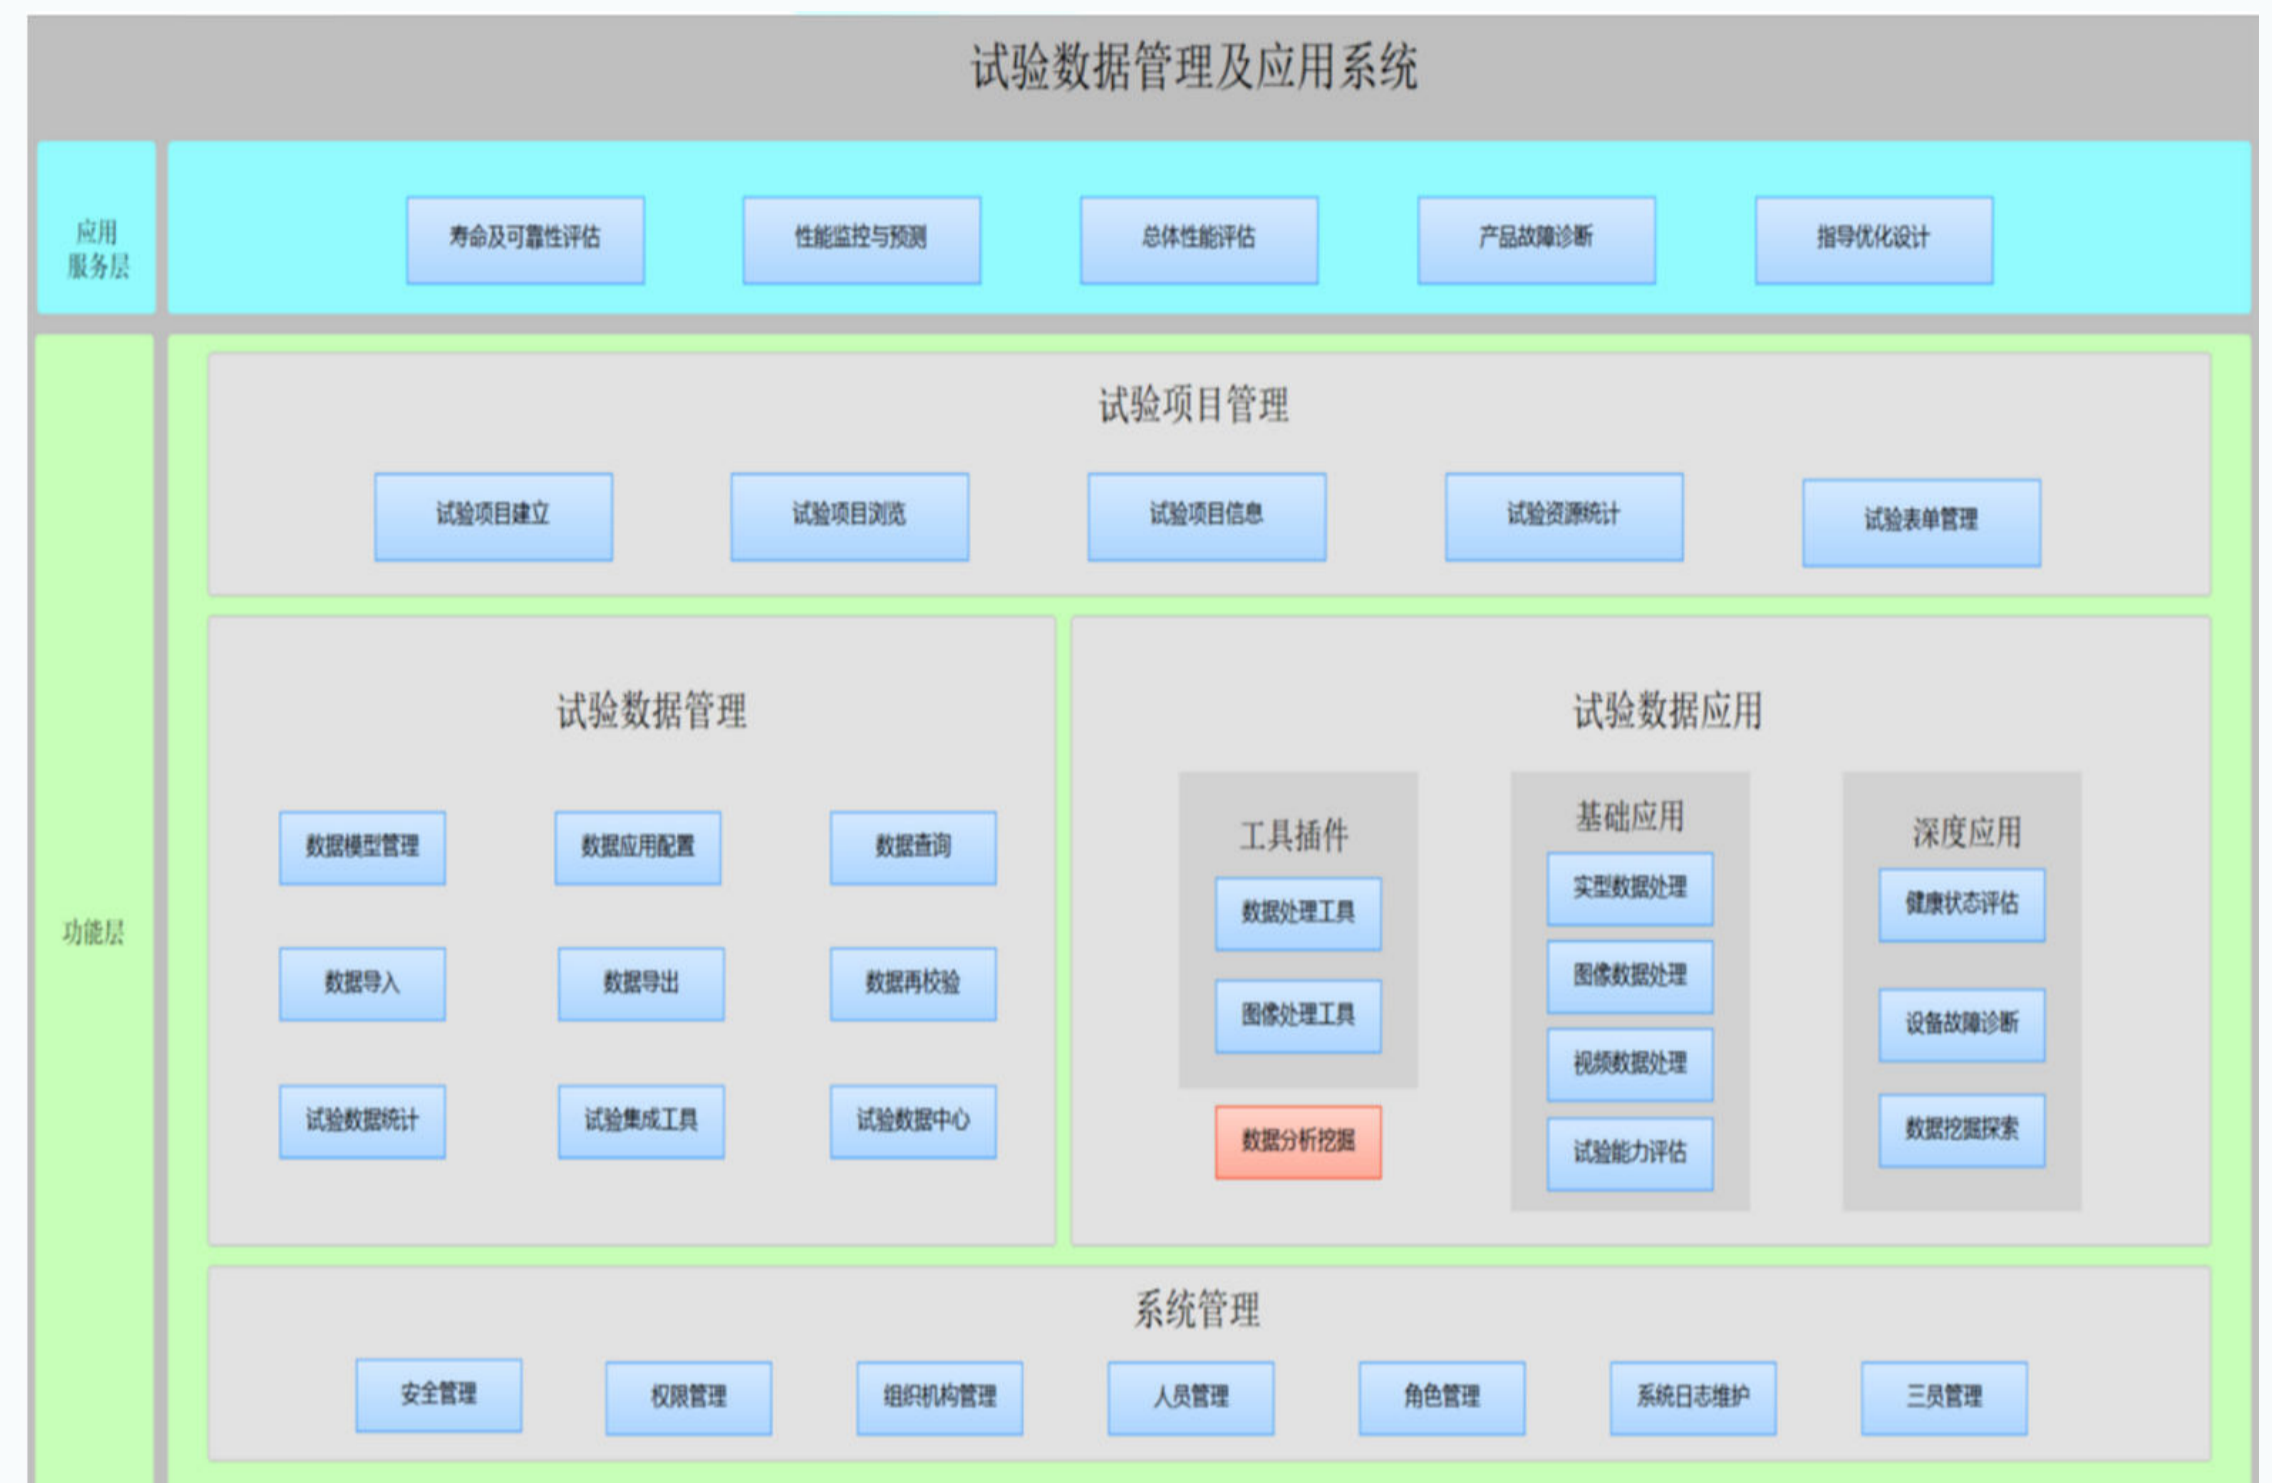 试验数据管理及应用系统
应用
服务层
寿命及可靠性评估
性能监控与预测
总体性能评估
产品故障诊断
指导优化设计
功能层
试验项目管理
试验项目建立
试验项目浏览
试验项目信息
试验资源统计
试验表单管理
试验数据管理
数据模型管理
数据应用配置
数据查询
数据导入
数据导出
数据再校验
试验数据统计
试验集成工具
试验数据中心
试验数据应用
工具插件
数据处理工具
图像处理工具
数据分析挖掘
基础应用
实型数据处理
图像数据处理
视频数据处理
试验能力评估
深度应用
健康状态评估
设备故障诊断
数据挖掘探索
系统管理
安全管理
权限管理
组织机构管理
人员管理
角色管理
系统日志维护
三员管理